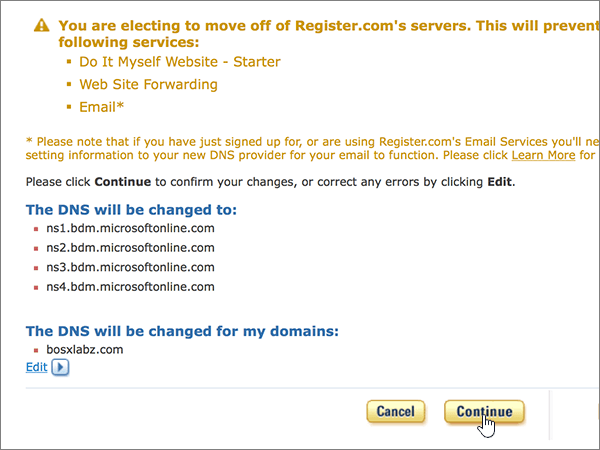 You are electing to move off of Register.com's servers. This will prevent
following services:
Do It Myself Website - Starter
Web Site Forwarding
Email*
* Please note that if you have just signed up for, or are using Register.com's Email Services you'll ne
setting information to your new DNS provider for your email to function. Please click Learn More for
Please click Continue to confirm your changes, or correct any errors by clicking Edit.
The DNS will be changed to:
ns1.bdm.microsoftonline.com
ns2.bdm.microsoftonline.com
ns3.bdm.microsoftonline.com
ns4.bdm.microsoftonline.com
The DNS will be changed for my domains:
bosxlabz.com
Edit
Cancel Continue